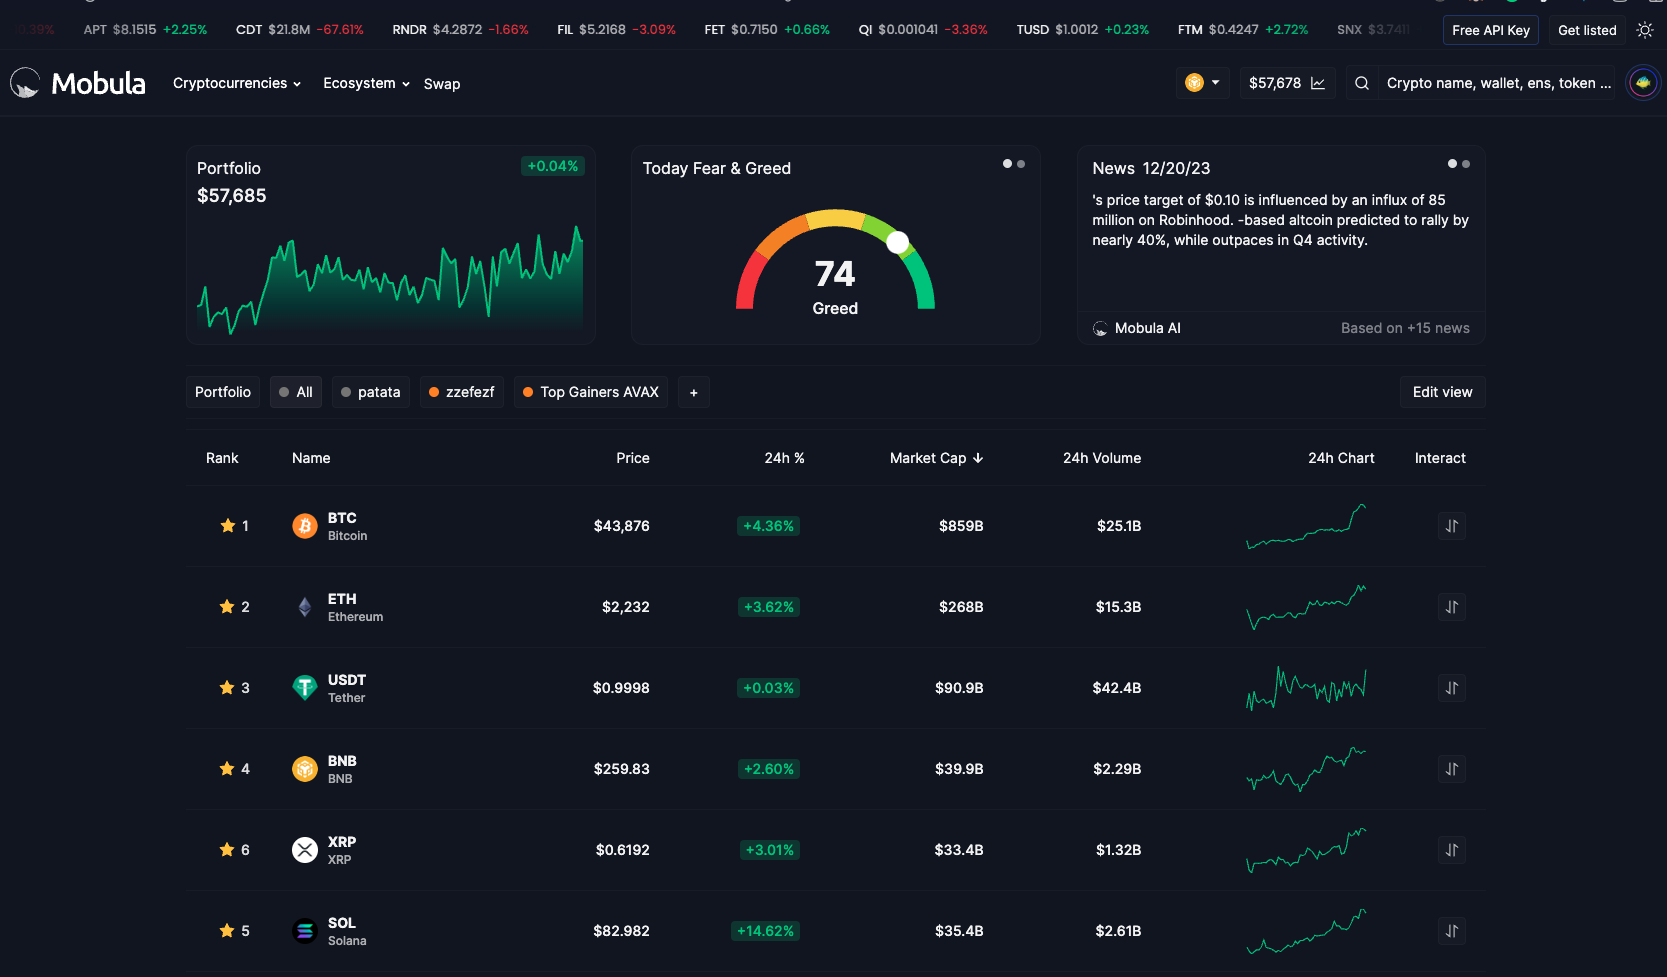 APT $8.1515 +2.25% CDT $21.8M -67.61% RNDR $4.2872 -1.66% FIL $5.2168 -3.09% FET $0.7150 +0.66% QI $0.001041 -3.36% TUSD $1.0012 +0.23% FTM $0.4247 +2.72% SNX Free API Key Get listed
Mobula Cryptocurrencies Ecosystem Swap $57,678 Crypto name, wallet, ens, token ...
Portfolio +0.04%
$57,685
Today Fear & Greed
74
Greed
News 12/20/23
's price target of $0.10 is influenced by an influx of 85
million on Robinhood. -based altcoin predicted to rally by
nearly 40%, while outpaces in Q4 activity.
Mobula AI Based on +15 news
Portfolio All patata zzefezf Top Gainers AVAX + Edit view
Rank Name Price 24h % Market Cap ↓ 24h Volume 24h Chart Interact
1 BTC $43,876 +4.36% $859B $25.1B
Bitcoin
2 ETH $2,232 +3.62% $268B $15.3B
Ethereum
3 USDT $0.9998 +0.03% $90.9B $42.4B
Tether
4 BNB $259.83 +2.60% $39.9B $2.29B
BNB
6 XRP $0.6192 +3.01% $33.4B $1.32B
XRP
5 SOL $82.982 +14.62% $35.4B $2.61B
Solana